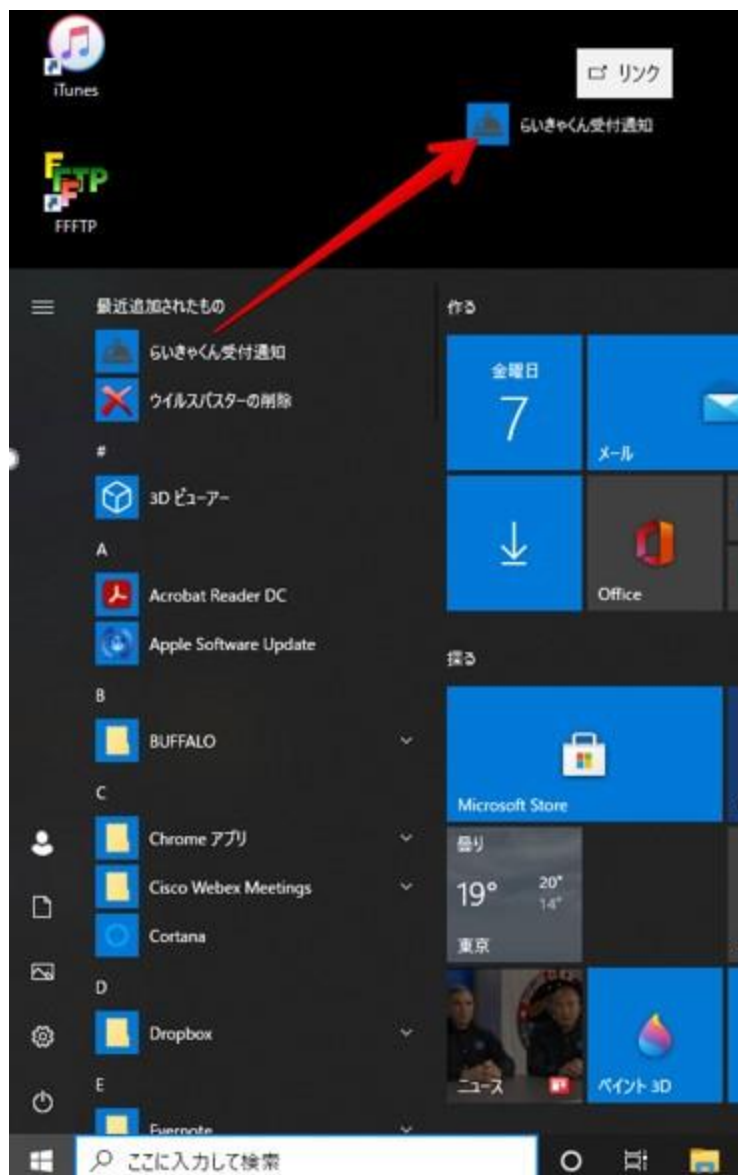 iTunes
リンク
らいきゃくん受付通知
FFFTP
FFFTP
最近追加されたもの
らいきゃくん受付通知
ウイルスバスターの削除
#
3D ビューアー
A
Acrobat Reader DC
Apple Software Update
B
BUFFALO
C
Chrome アプリ
Cisco Webex Meetings
Cortana
D
Dropbox
E
Evernote
作る
金曜日
7
メール
Office
探る
Microsoft Store
曇り
19° 20°
14°
東京
ニュース
ペイント 3D
ここに入力して検索